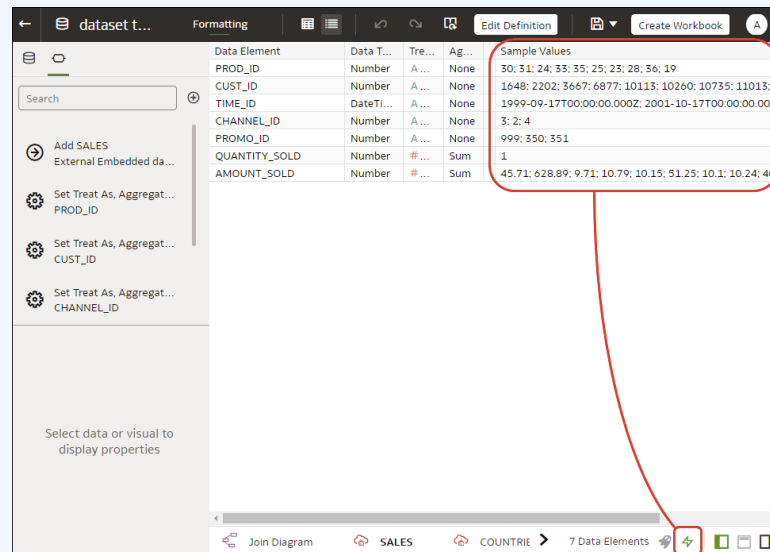 dataset t...
Formatting
Edit Definition
Create Workbook
A
Search
Add SALES
External Embedded da...
Set Treat As, Aggregat...
PROD_ID
Set Treat As, Aggregat...
CUST_ID
Set Treat As, Aggregat...
CHANNEL_ID
Select data or visual to
display properties
Data Element Data T... Tre... Ag... Sample Values
PROD_ID Number A ... None 30; 31; 24; 33; 35; 25; 23; 28; 36; 19
CUST_ID Number A... None 1648; 2202; 3667; 6877; 10113; 10260; 10735; 11013;
TIME_ID DateTi... A... None 1999-09-17T00:00:00.000Z; 2001-10-17T00:00:00.00
CHANNEL_ID Number A... None 3; 2; 4
PROMO_ID Number A... None 999; 350; 351
QUANTITY_SOLD Number #... Sum 1
AMOUNT_SOLD Number #... Sum 45.71; 628.89; 9.71; 10.79; 10.15; 51.25; 10.1; 10.24; 4
Join Diagram SALES COUNTRIE 7 Data Elements